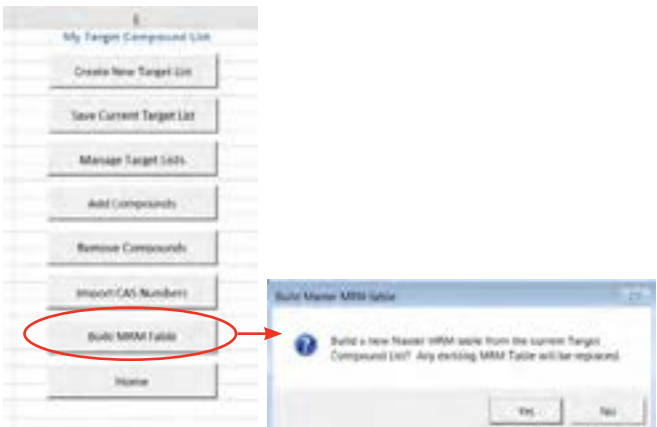 My Target Compound List
Create New Target List
Save Current Target List
Manage Target Lists
Add Compounds
Remove Compounds
Import CAS Numbers
Build MRM Table
Home
Build Master MRM table
Build a new Master MRM table from the current Target
Compound List? Any existing MRM Table will be replaced.
Yes
No